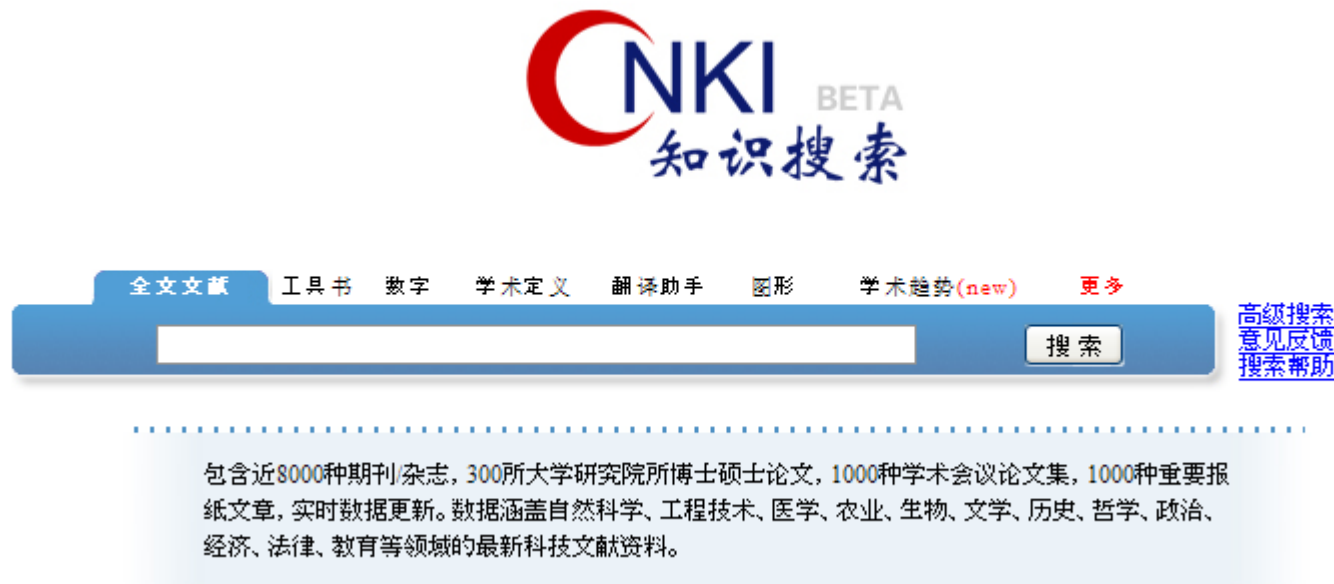 CNKI BETA
知识搜索
全文文献 工具书 数字 学术定义 翻译助手 图形 学术趋势(new) 更多
高级搜索
意见反馈
搜索帮助
搜索
包含近8000种期刊/杂志，300所大学研究院所博士硕士论文，1000种学术会议论文集，1000种重要报
纸文章，实时数据更新。数据涵盖自然科学、工程技术、医学、农业、生物、文学、历史、哲学、政治、
经济、法律、教育等领域的最新科技文献资料。